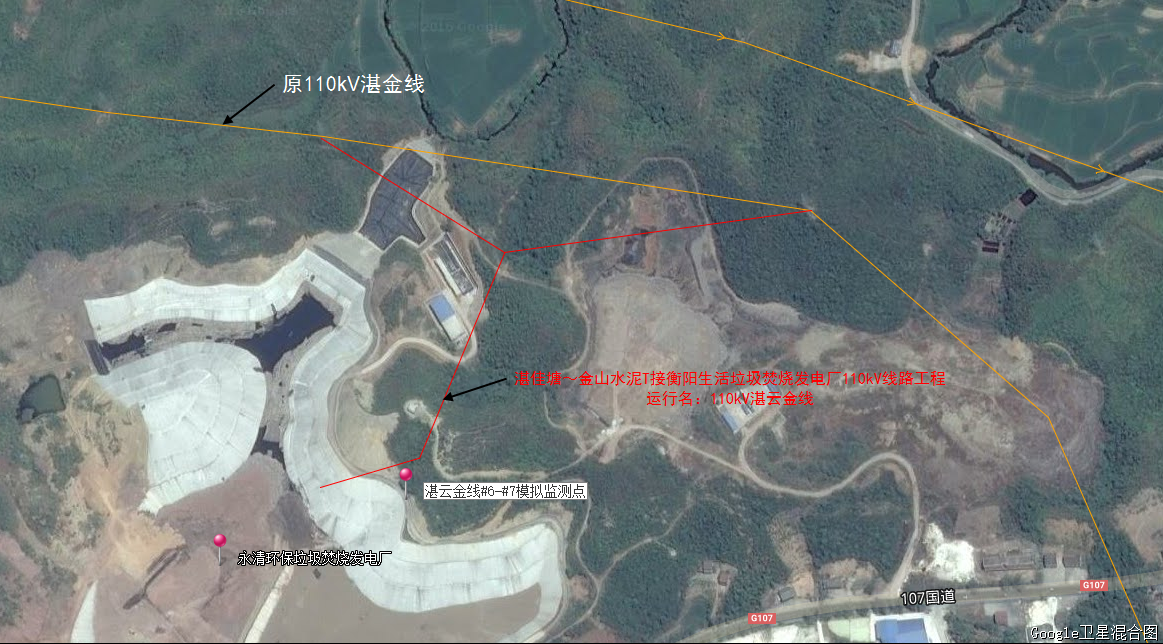 原110kV湛金线
湛佳塘～金山水泥T接衡阳生活垃圾焚烧发电厂110kV线路工程
运行名：110kV湛云金线
湛云金线#6-#7模拟监测点
永清环保垃圾焚烧发电厂
G107
107国道
G107
Google卫星混合图